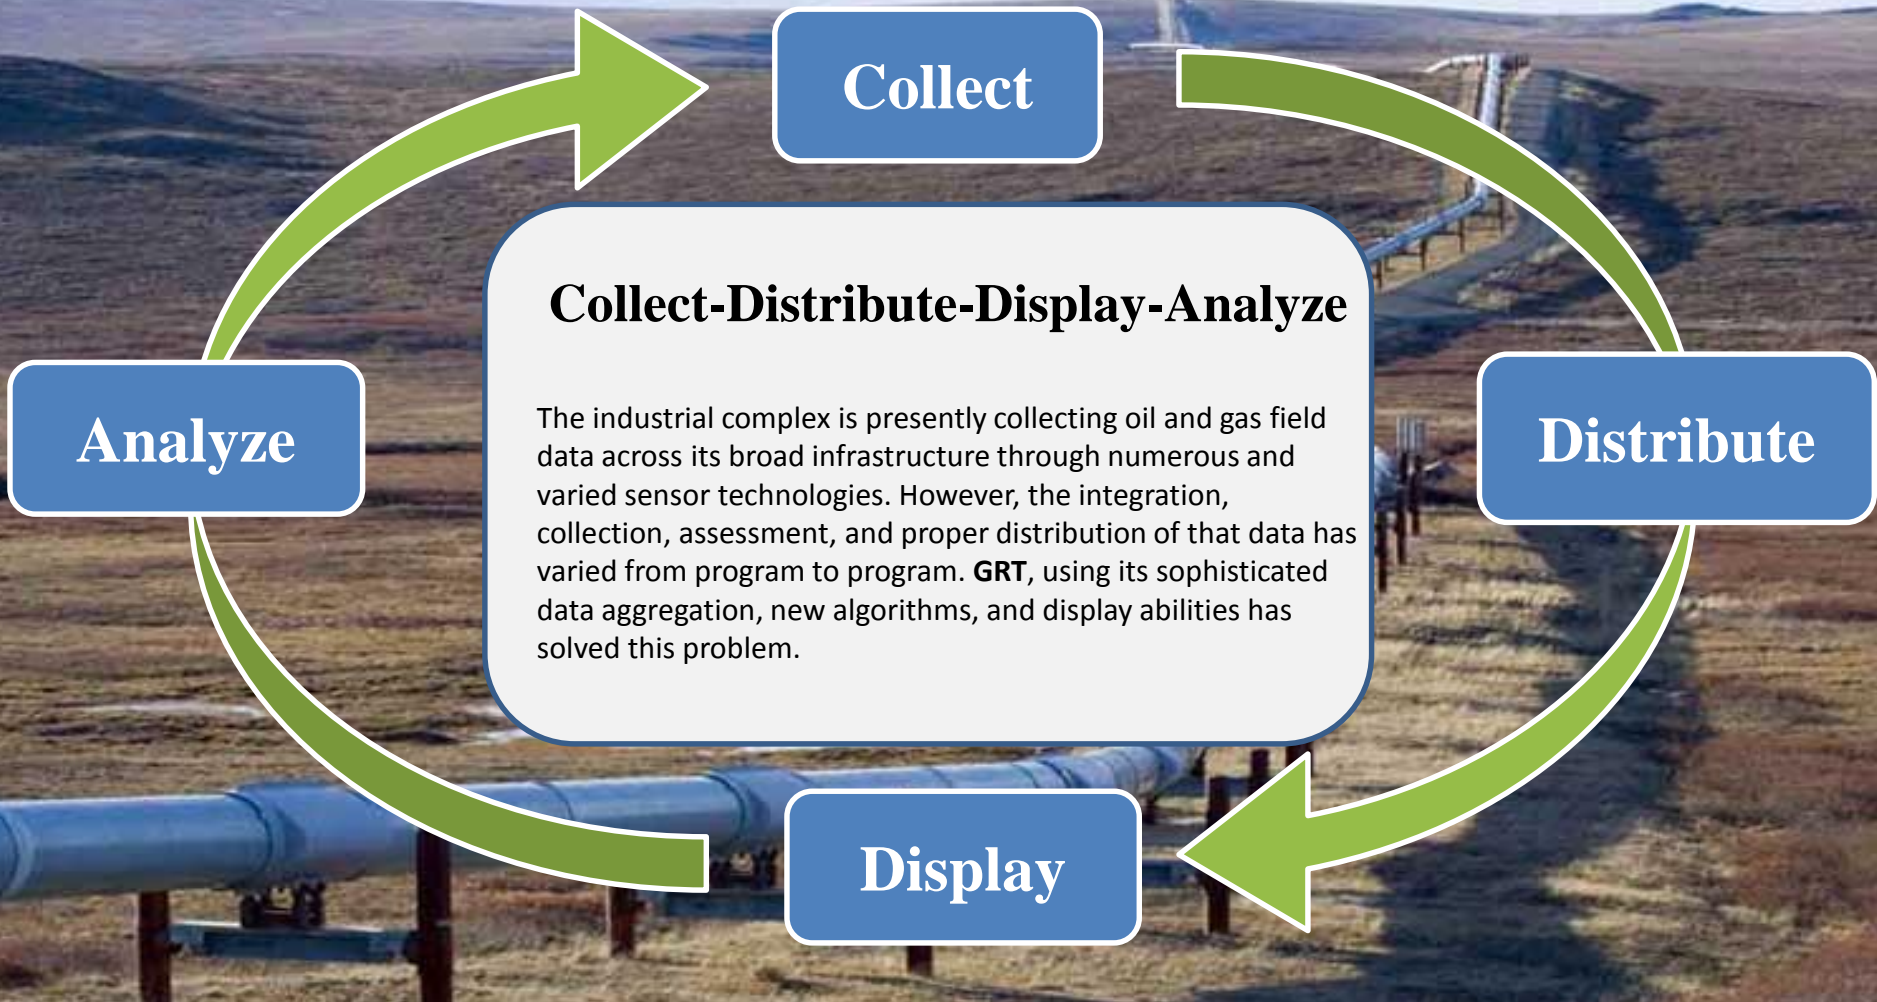 Collect
Collect-Distribute-Display-Analyze
Analyze
Distribute
The industrial complex is presently collecting oil and gas field
data across its broad infrastructure through numerous and
varied sensor technologies. However, the integration,
collection, assessment, and proper distribution of that data has
varied from program to program. GRT, using its sophisticated
data aggregation, new algorithms, and display abilities has
solved this problem.
Display